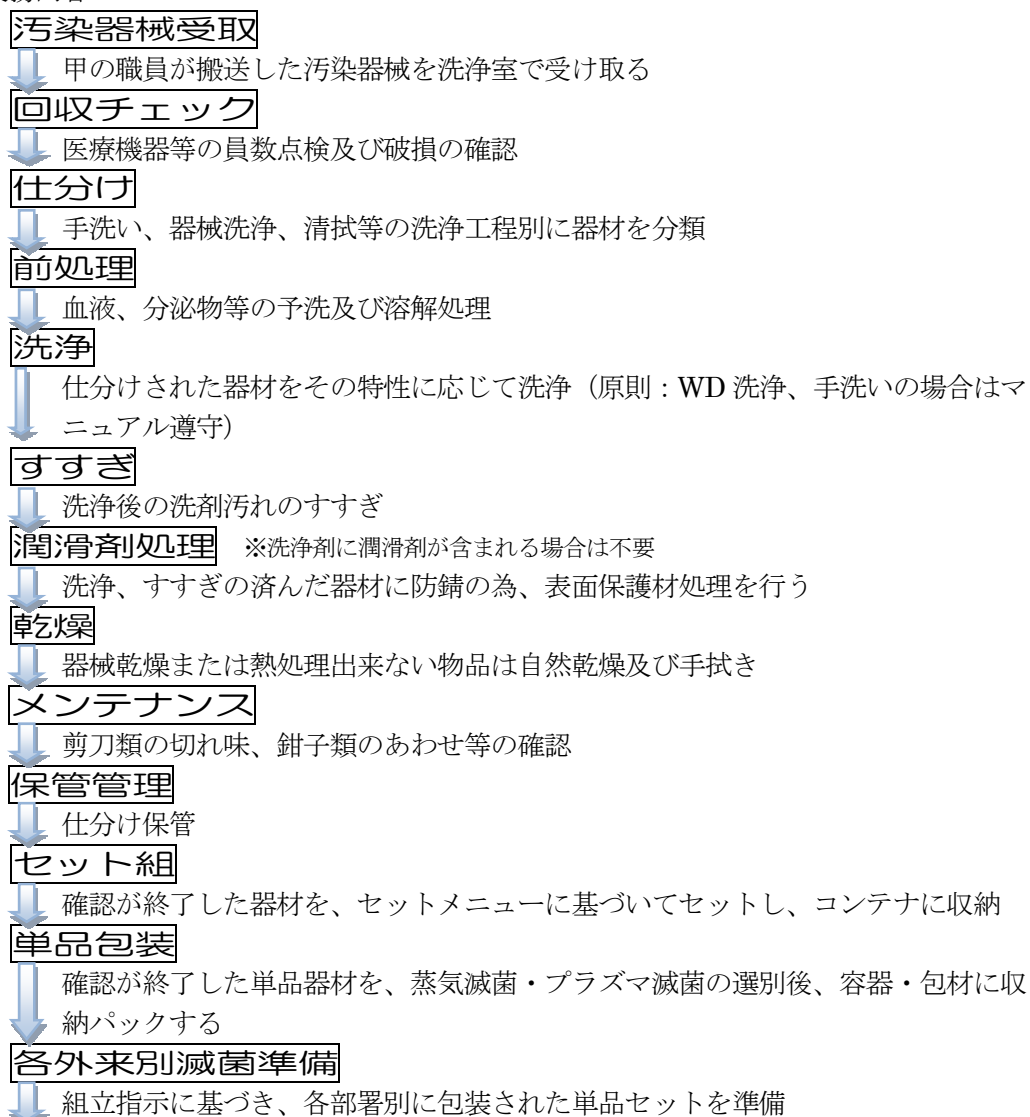 汚染器械受取
甲の職員が搬送した汚染器械を洗浄室で受け取る
回収チェック
医療機器等の員数点検及び破損の確認
仕分け
手洗い、器械洗浄、清拭等の洗浄工程別に器材を分類
前処理
血液、分泌物等の予洗及び溶解処理
洗浄
仕分けされた器材をその特性に応じて洗浄（原則：WD 洗浄、手洗いの場合はマ
ニュアル遵守）
すすぎ
洗浄後の洗剤汚れのすすぎ
潤滑剤処理 ※洗浄剤に潤滑剤が含まれる場合は不要
洗浄、すすぎの済んだ器材に防錆の為、表面保護材処理を行う
乾燥
器械乾燥または熱処理出来ない物品は自然乾燥及び手拭き
メンテナンス
剪刀類の切れ味、鉗子類のあわせ等の確認
保管管理
仕分け保管
セット組
確認が終了した器材を、セットメニューに基づいてセットし、コンテナに収納
単品包装
確認が終了した単品器材を、蒸気滅菌・プラズマ滅菌の選別後、容器・包材に収
納パックする
各外来別滅菌準備
組立指示に基づき、各部署別に包装された単品セットを準備